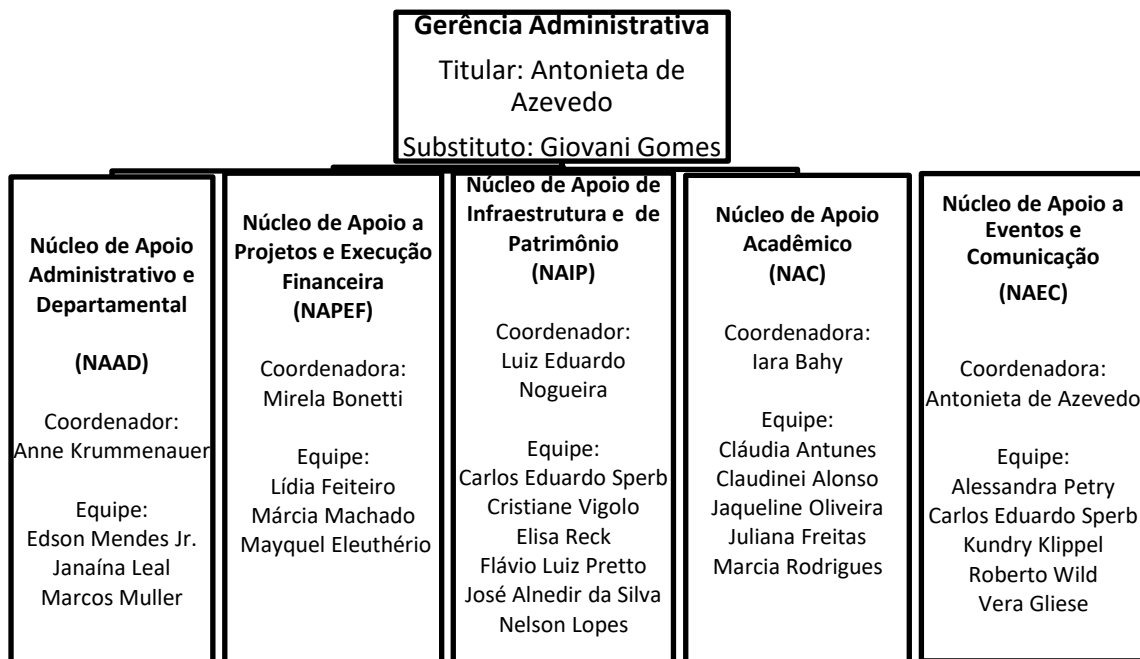 Gerência Administrativa
Titular: Antonieta de
Azevedo
Substituto: Giovani Gomes
Núcleo de Apoio
Administrativo e
Departamental
(NAAD)
Coordenador:
Anne Krummenauer
Equipe:
Edson Mendes Jr.
Janaína Leal
Marcos Muller
Núcleo de Apoio a
Projetos e Execução
Financeira
(NAPEF)
Coordenadora:
Mirela Bonetti
Equipe:
Lídia Feiteiro
Márcia Machado
Mayquel Eleuthério
Núcleo de Apoio de
Infraestrutura e de
Patrimônio
(NAIP)
Coordenador:
Luiz Eduardo
Nogueira
Equipe:
Carlos Eduardo Sperb
Cristiane Vigolo
Elisa Reck
Flávio Luiz Pretto
José Alnedir da Silva
Nelson Lopes
Núcleo de Apoio
Acadêmico
(NAC)
Coordenadora:
Iara Bahy
Equipe:
Cláudia Antunes
Claudinei Alonso
Jaqueline Oliveira
Juliana Freitas
Marcia Rodrigues
Núcleo de Apoio a
Eventos e
Comunicação
(NAEC)
Coordenadora:
Antonieta de Azevedo
Equipe:
Alessandra Petry
Carlos Eduardo Sperb
Kundry Klippel
Roberto Wild
Vera Gliese